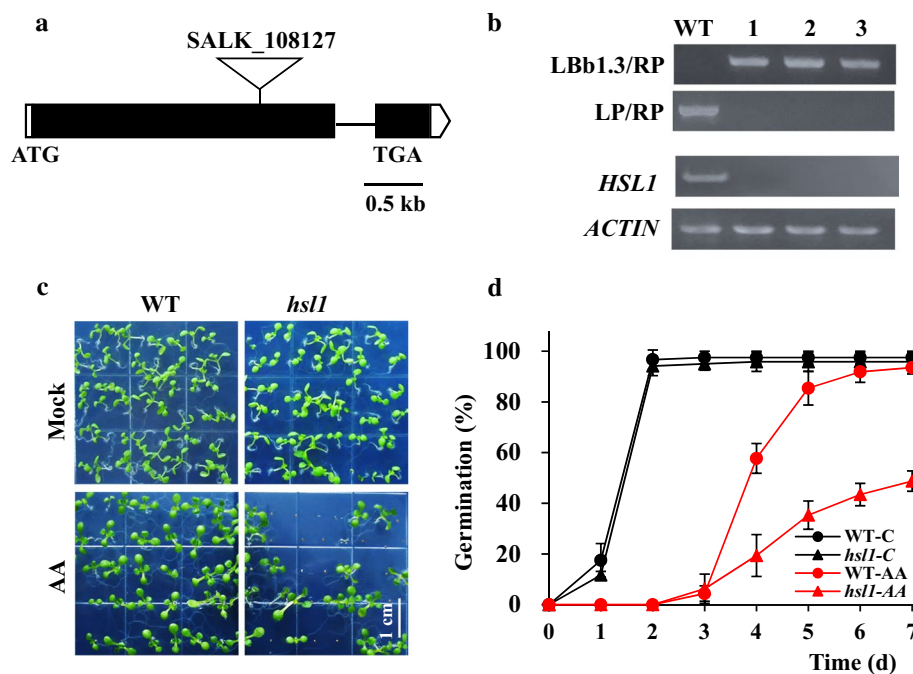 a
SALK_108127
ATG
TGA
0.5 kb
b
WT 1 2 3
LBb1.3/RP
LP/RP
HSL1
ACTIN
c
WT hsl1
Mock
AA
1 cm
d
Germination (%)
100
80
60
40
20
0
WT-C
hsl1-C
WT-AA
hsl1-AA
0 1 2 3 4 5 6 7
Time (d)